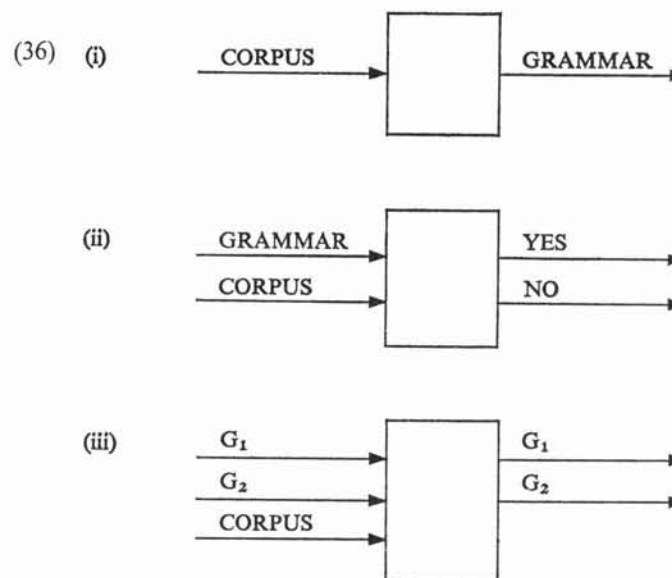 (36) (i) CORPUS GRAMMAR
(ii) GRAMMAR YES
CORPUS NO
(iii) G₁ G₁
G₂ G₂
CORPUS